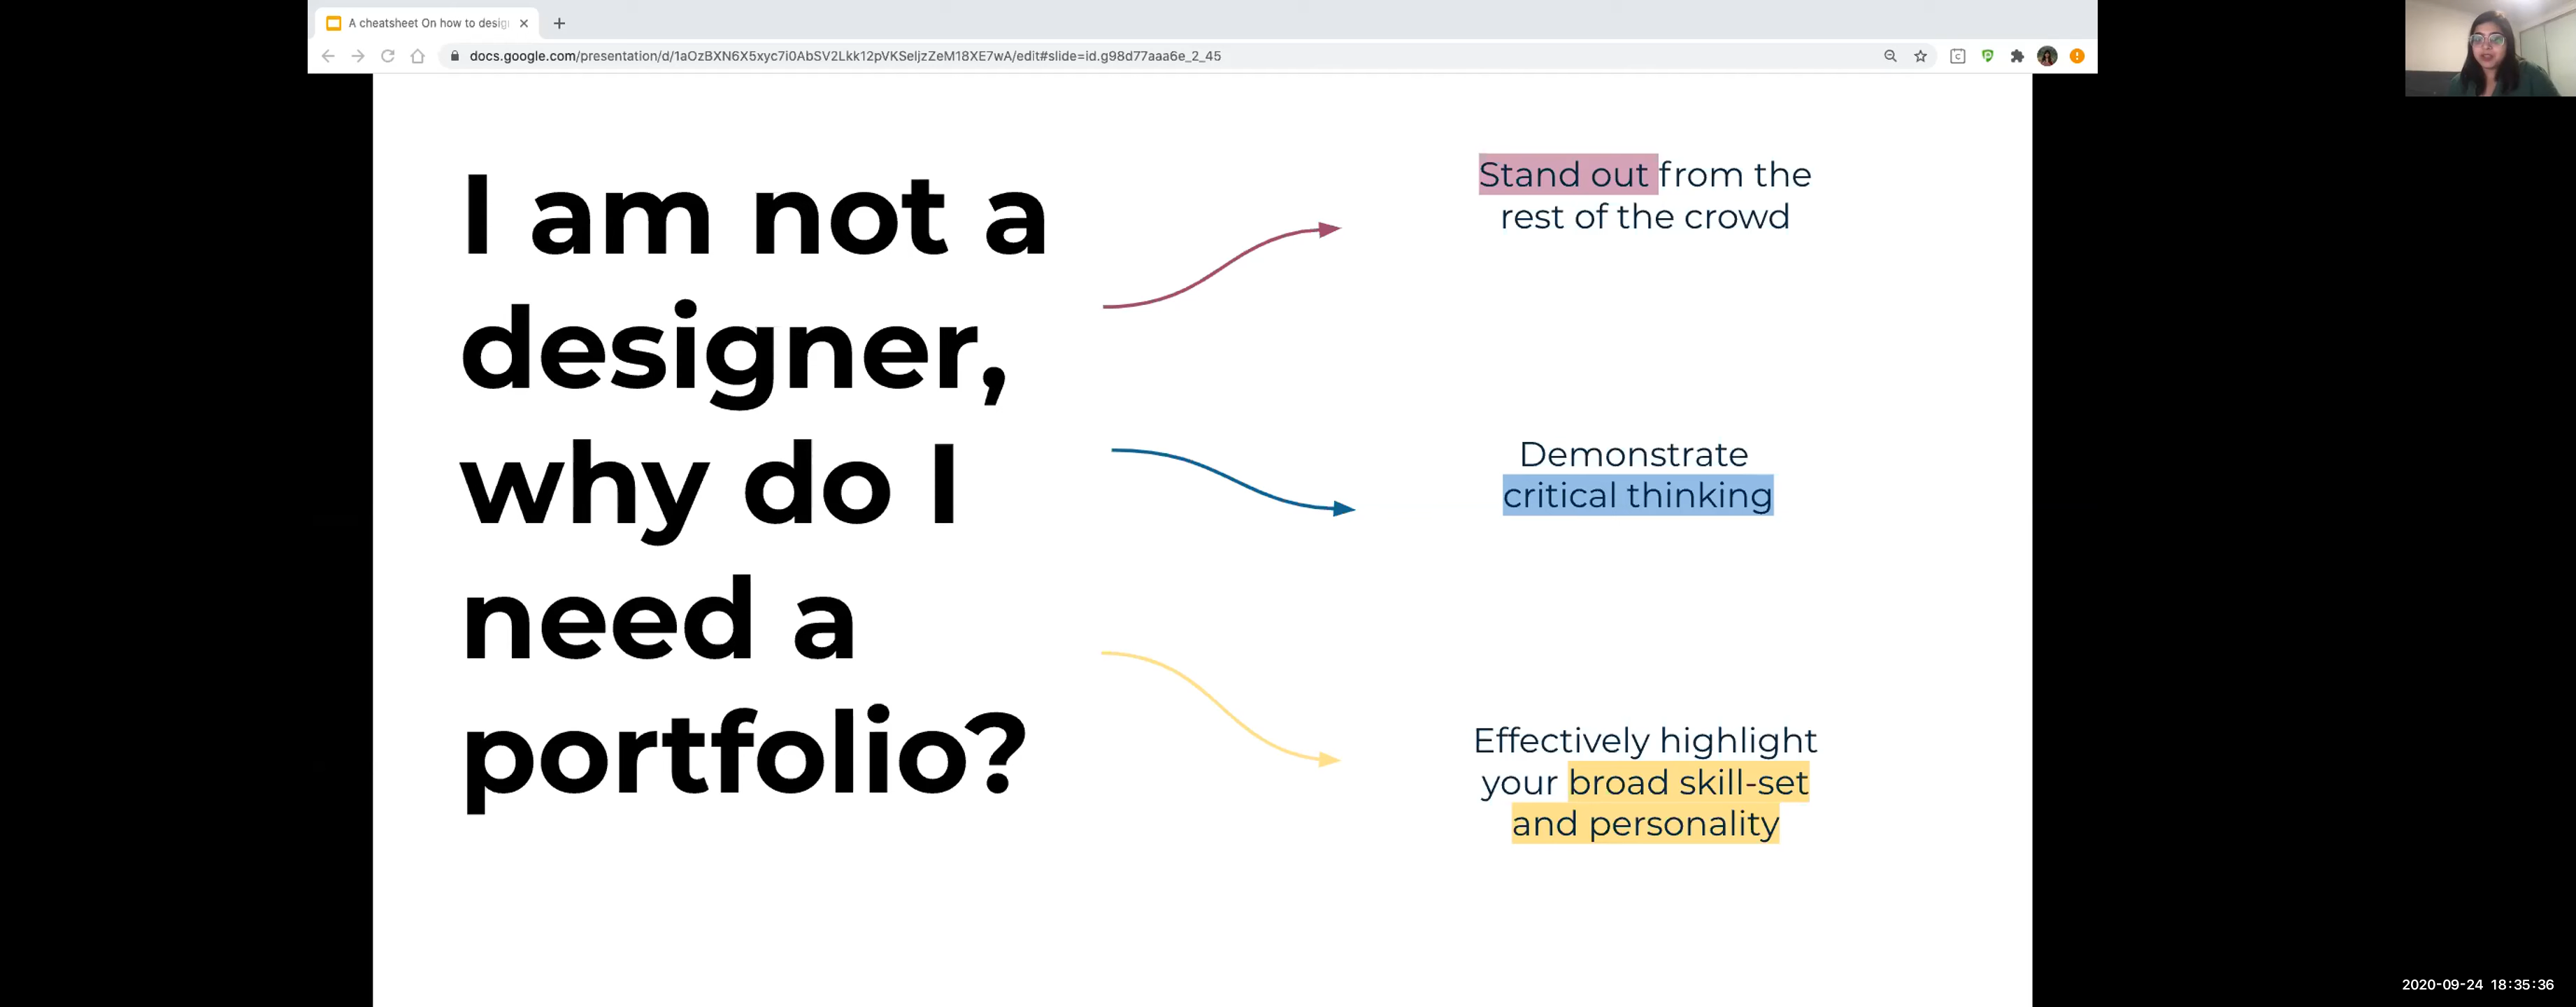 A cheatsheet On how to desig
docs.google.com/presentation/d/1aOzBXN6X5xyc7i0AbSV2Lkk12pVKSeljzZeM18XE7wA/edit#slide=id.g98d77aaa6e_2_45
I am not a
designer,
why do I
need a
portfolio?
Stand out from the
rest of the crowd
Demonstrate
critical thinking
Effectively highlight
your broad skill-set
and personality
2020-09-24 18:35:36